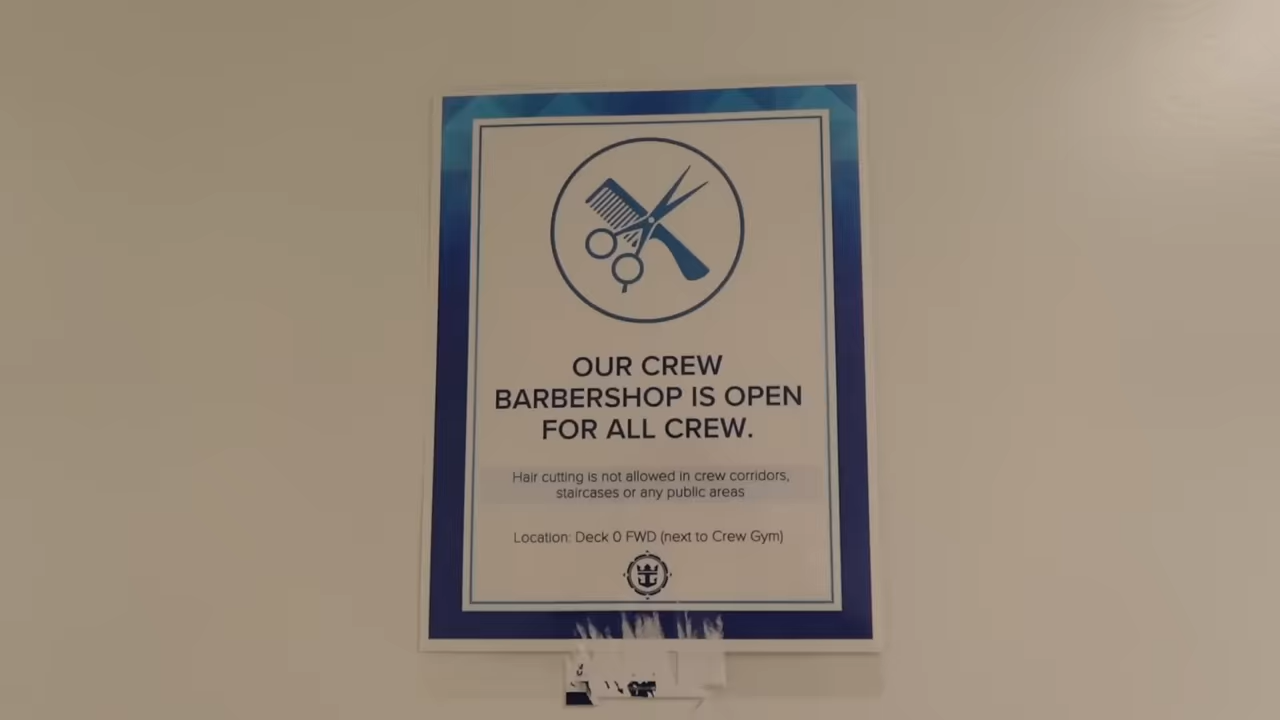 OUR CREW
BARBERSHOP IS OPEN
FOR ALL CREW.
Hair cutting is not allowed in crew corridors,
staircases or any public areas
Location: Deck 0 FWD (next to Crew Gym)